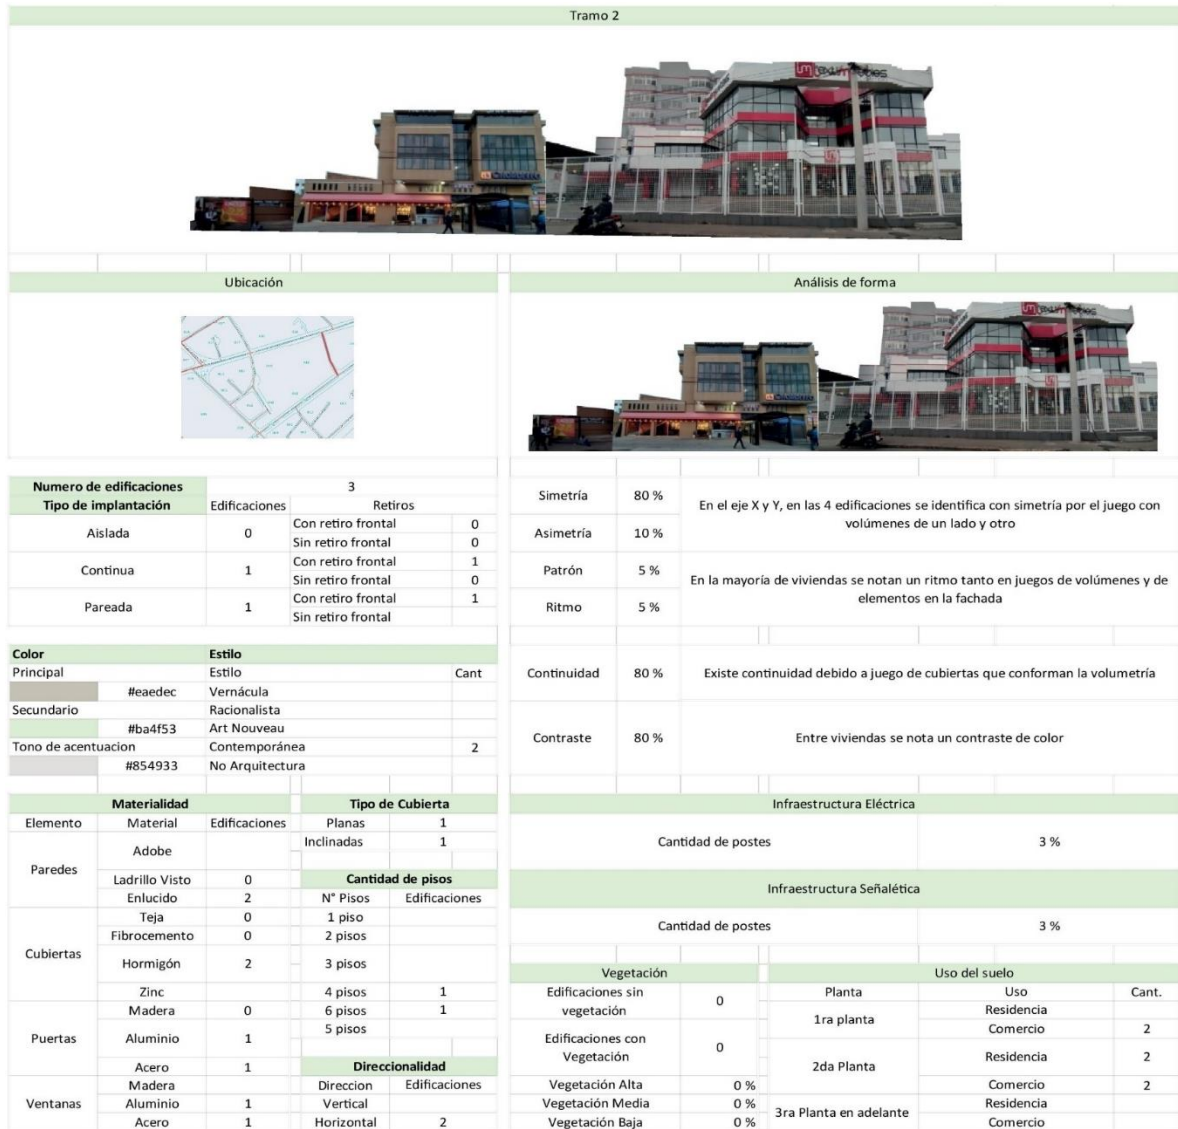 Tramo 2
Ubicación
Análisis de forma
Numero de edificaciones 3
Tipo de implantación Edificaciones Retiros
Aislada 0 Con retiro frontal 0
Sin retiro frontal 0
Continua 1 Con retiro frontal 1
Sin retiro frontal 0
Pareada 1 Con retiro frontal 1
Sin retiro frontal
Simetría 80 %
Asimetría 10 %
En el eje X y Y, en las 4 edificaciones se identifica con simetría por el juego con
volúmenes de un lado y otro
Patrón 5 %
Ritmo 5 %
En la mayoría de viviendas se notan un ritmo tanto en juegos de volúmenes y de
elementos en la fachada
Color Estilo
Principal Estilo Cant
#eaedec Vernácula
Secundario Racionalista
#ba4f53 Art Nouveau
Tono de acentuacion Contemporánea 2
#854933 No Arquitectura
Continuidad 80 % Existe continuidad debido a juego de cubiertas que conforman la volumetría
Contraste 80 % Entre viviendas se nota un contraste de color
Materialidad
Elemento Material Edificaciones
Paredes Adobe
Ladrillo Visto 0
Enlucido 2
Cubiertas Teja 0
Fibrocemento 0
Hormigón 2
Zinc
Puertas Madera 0
Aluminio 1
Acero 1
Ventanas Madera
Aluminio 1
Acero 1
Tipo de Cubierta
Planas 1
Inclinadas 1
Cantidad de pisos
N° Pisos Edificaciones
1 piso
2 pisos
3 pisos
4 pisos 1
6 pisos 1
5 pisos
Direccionalidad
Direccion Edificaciones
Vertical
Horizontal 2
Infraestructura Eléctrica
Cantidad de postes 3 %
Infraestructura Señalética
Cantidad de postes 3 %
Vegetación
Edificaciones sin
vegetación 0
Edificaciones con
Vegetación 0
Vegetación Alta 0 %
Vegetación Media 0 %
Vegetación Baja 0 %
Uso del suelo
Planta Uso Cant.
1ra planta Residencia
Comercio 2
2da Planta Residencia 2
Comercio 2
3ra Planta en adelante Residencia
Comercio